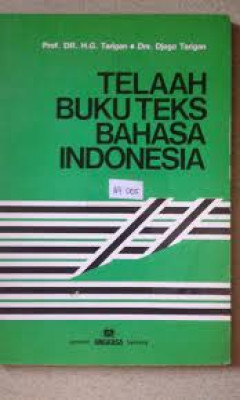 Prof. DR. H.G. Tarigan • Drs. Djago Tarigan
TELAAH
BUKU TEKS
BAHASA
INDONESIA
ANGKASA